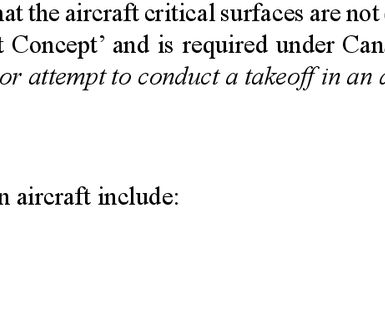 at the aircraft critical surfaces are not
t Concept’ and is required under Can
or attempt to conduct a takeoff in an
n aircraft include: